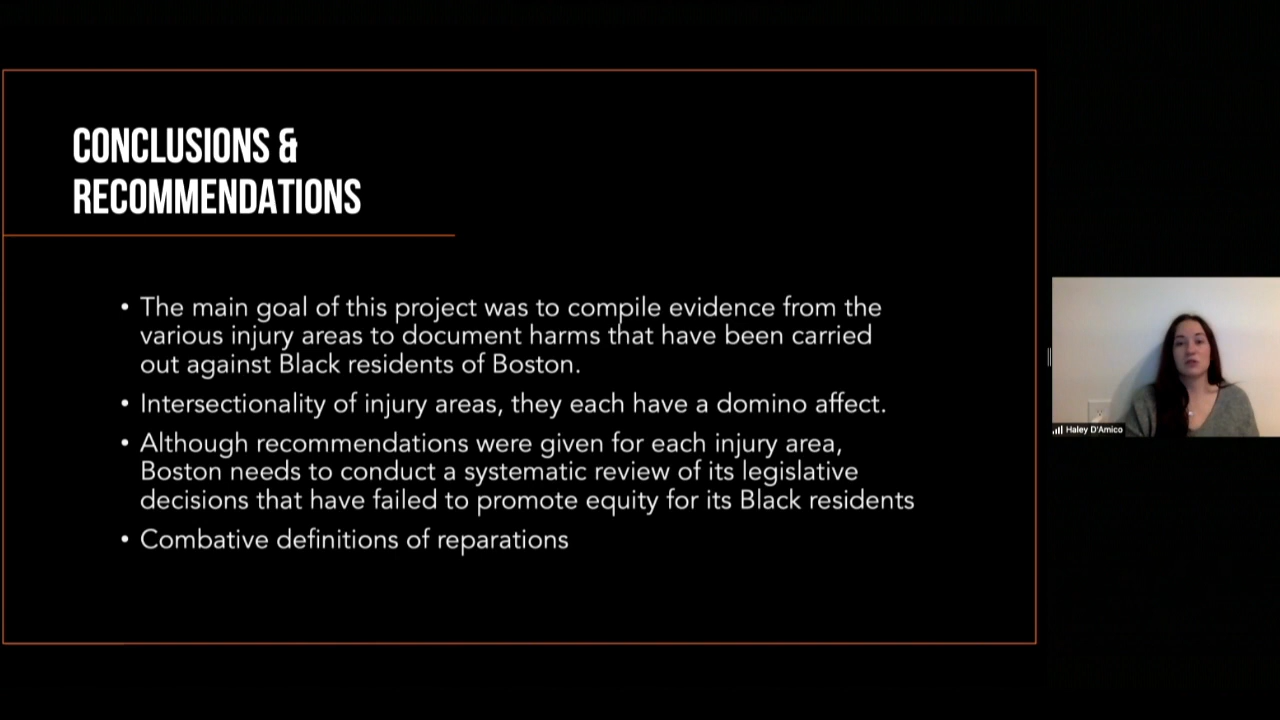 CONCLUSIONS &
RECOMMENDATIONS
• The main goal of this project was to compile evidence from the
various injury areas to document harms that have been carried
out against Black residents of Boston.
• Intersectionality of injury areas, they each have a domino affect.
• Although recommendations were given for each injury area,
Boston needs to conduct a systematic review of its legislative
decisions that have failed to promote equity for its Black residents
• Combative definitions of reparations
Haley D'Amico